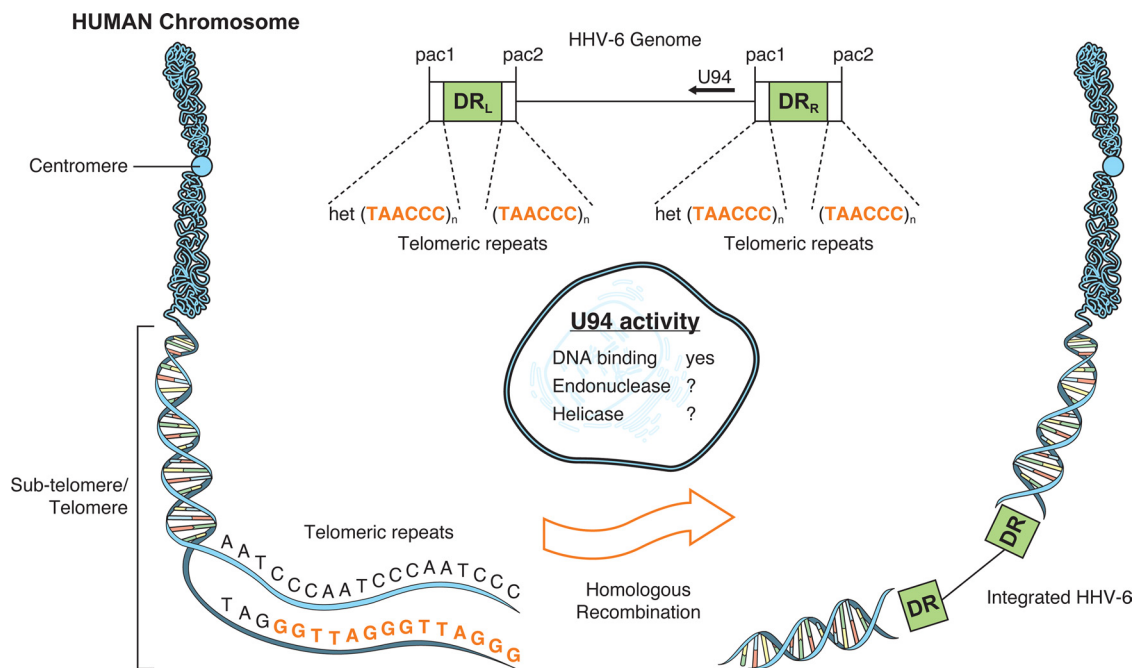 HUMAN Chromosome
HHV-6 Genome
pac1 pac2 pac1 pac2
U94
DRL DRR
Centromere
het (TAACCC)n (TAACCC)n het (TAACCC)n (TAACCC)n
Telomeric repeats Telomeric repeats
U94 activity
DNA binding yes
Endonuclease ?
Helicase ?
Sub-telomere/
Telomere
Telomeric repeats
AATCCCAATCCCAATCCC
TAGGGTTAGGGTTAGGG
Homologous
Recombination
DR
DR
Integrated HHV-6